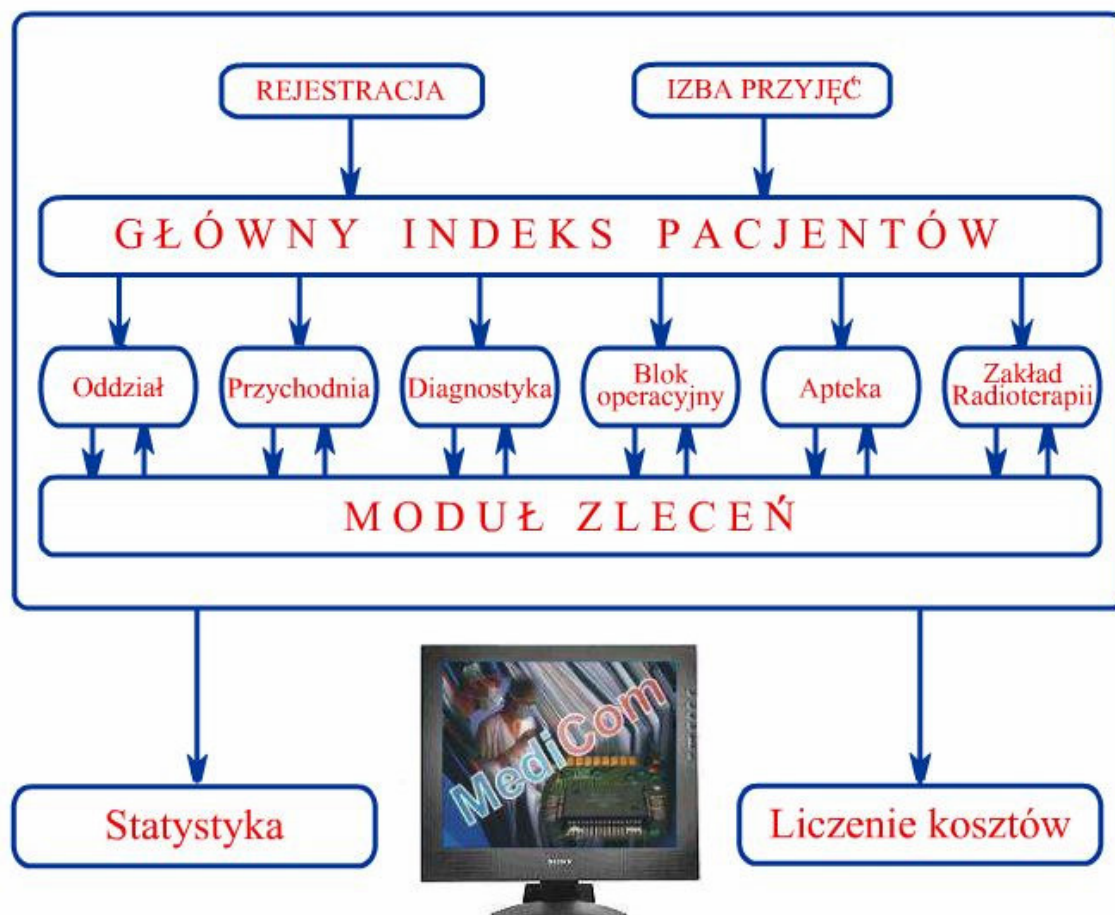 REJESTRACJA
IZBA PRZYJĘĆ
GŁÓWNY INDEKS PACJENTÓW
Oddział
Przychodnia
Diagnostyka
Blok
operacyjny
Apteka
Zakład
Radioterapii
MODUŁ ZLECEŃ
MediCom
SONY
Statystyka
Liczenie kosztów